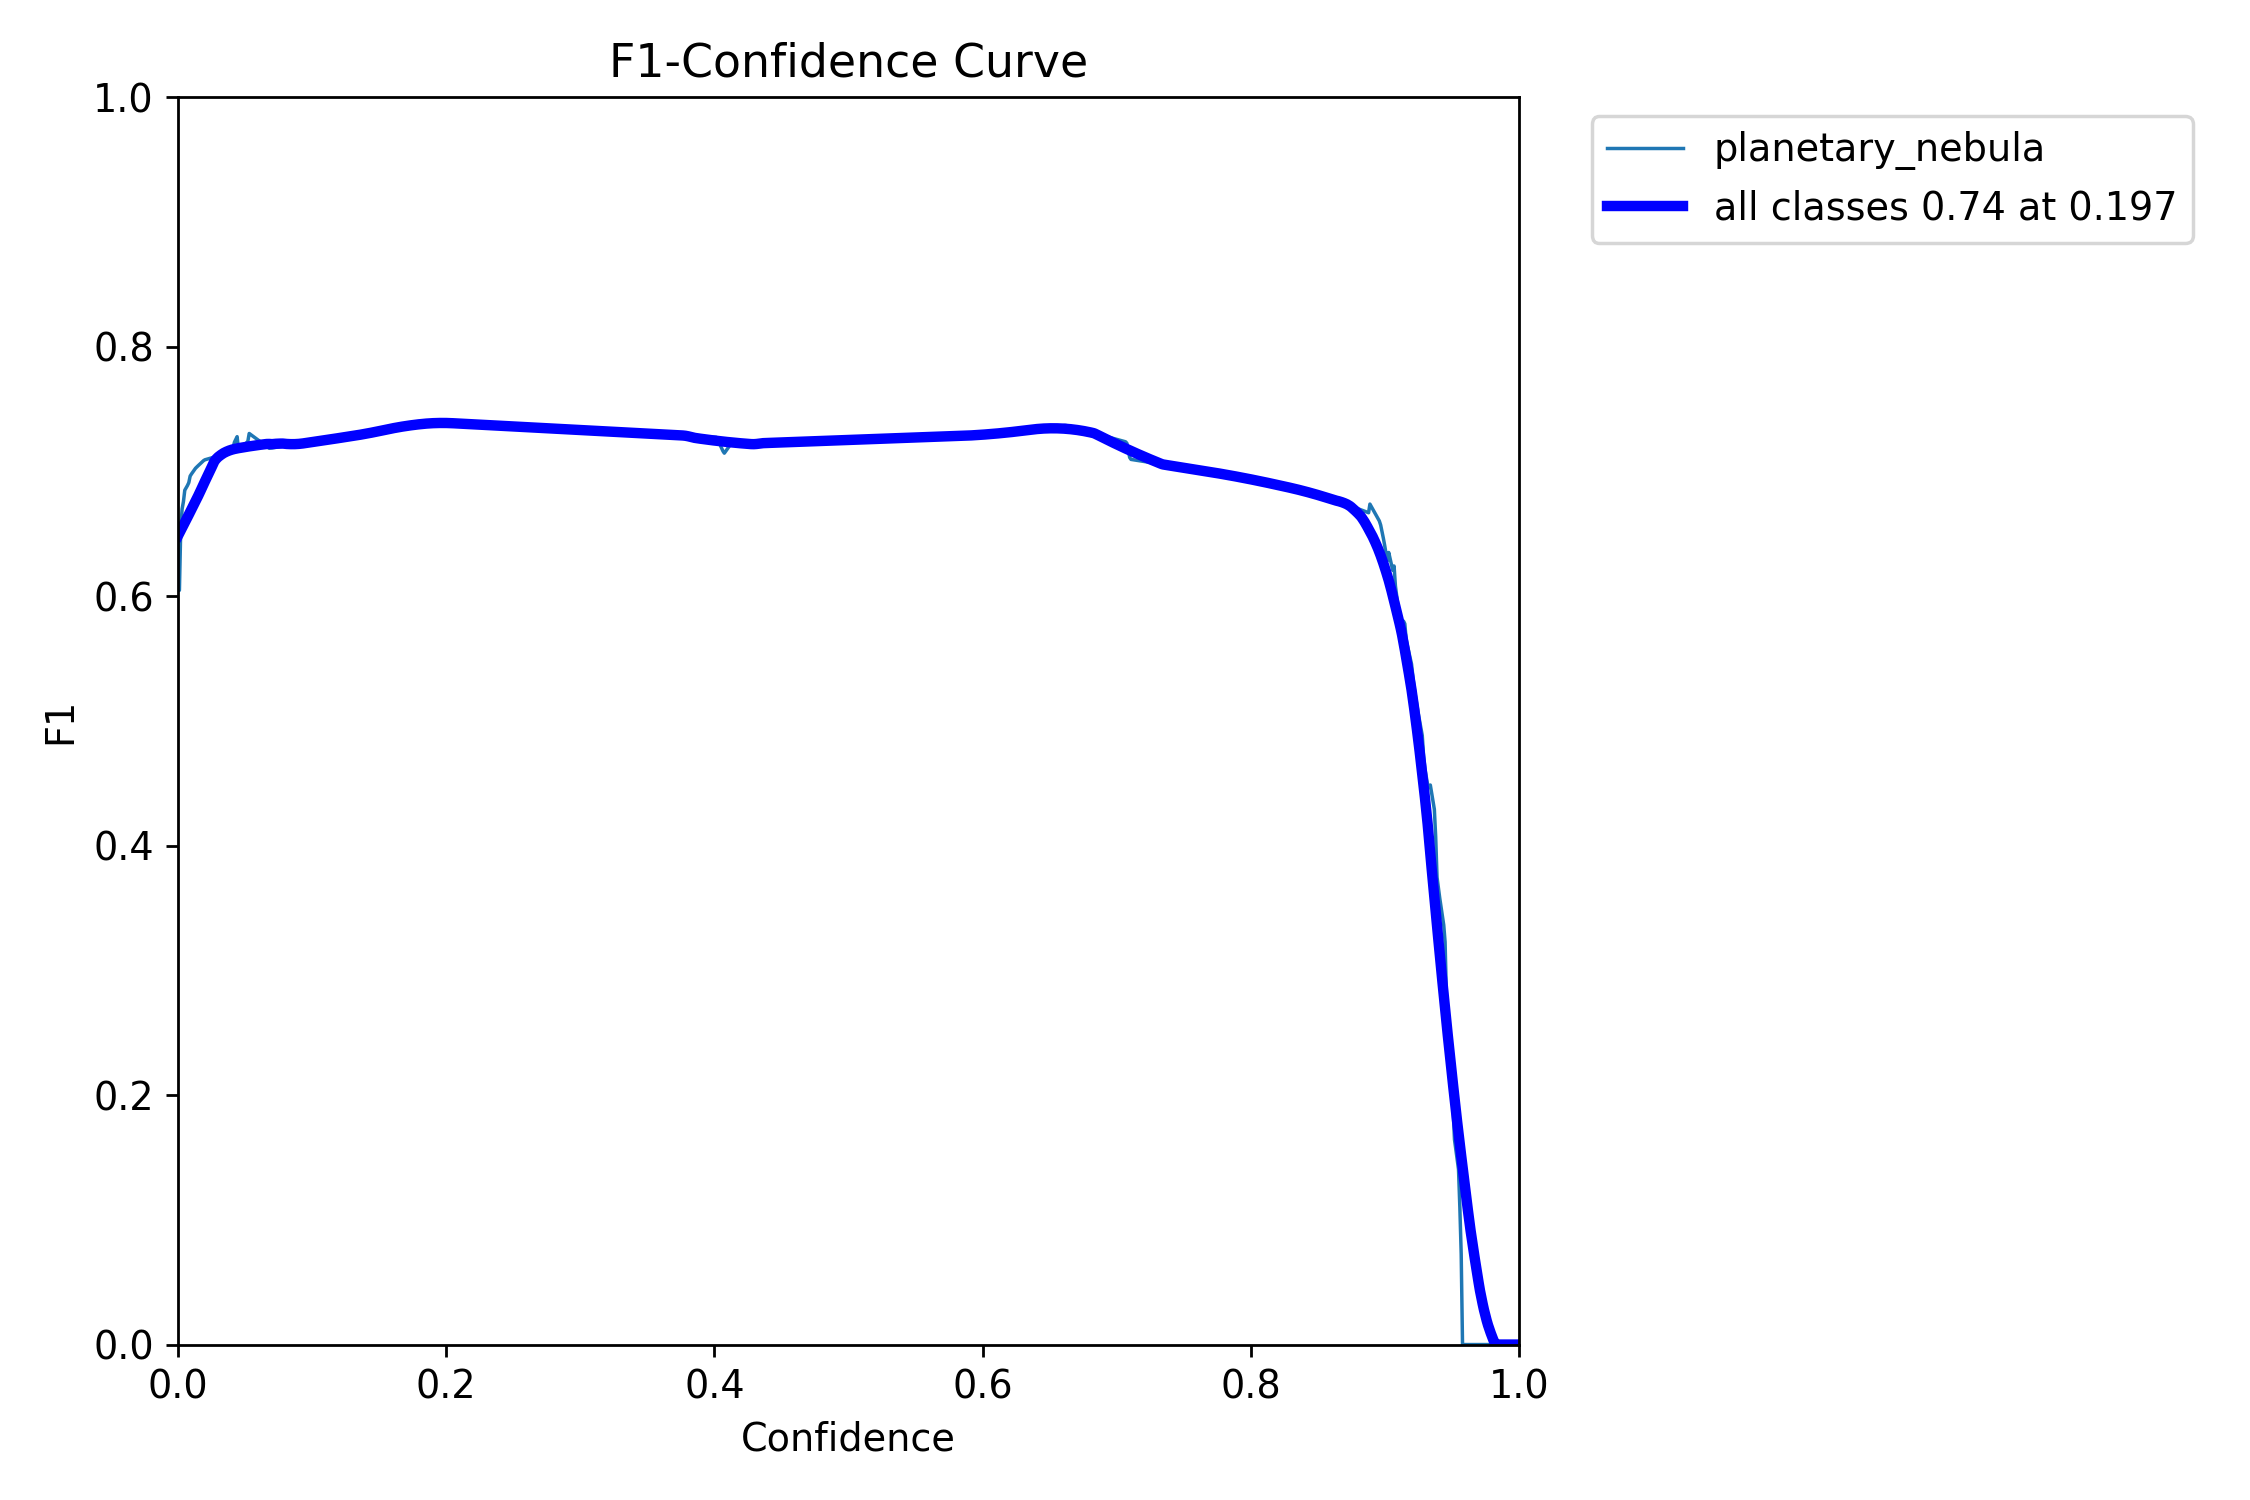 F1-Confidence Curve
planetary_nebula
all classes 0.74 at 0.197
1.0
0.8
0.6
0.4
0.2
0.0
F1
0.0 0.2 0.4 0.6 0.8 1.0
Confidence